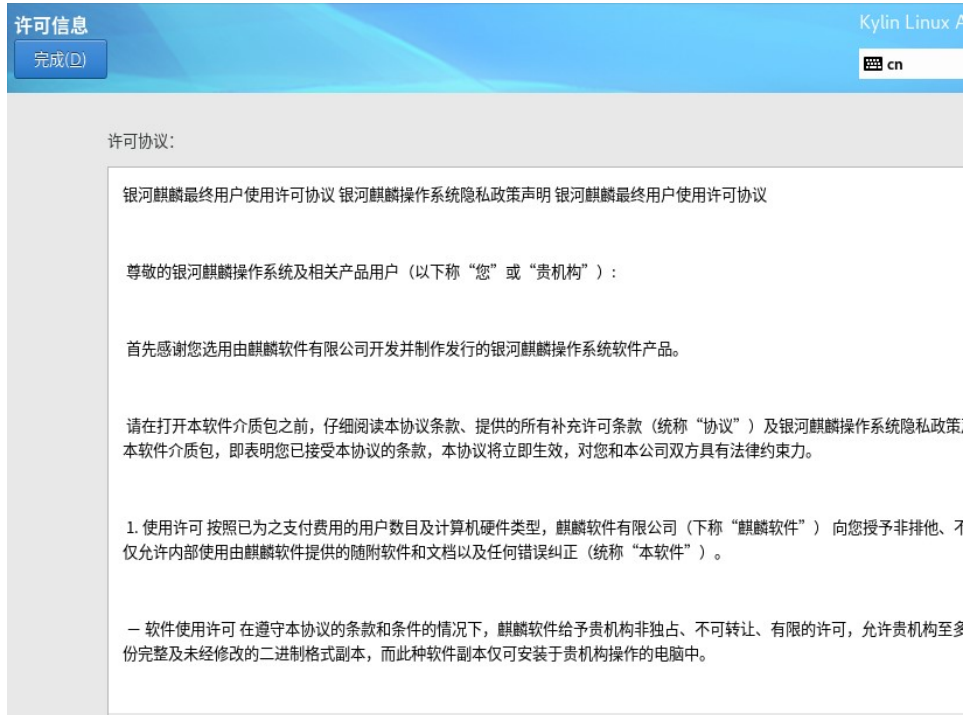 许可信息
Kylin Linux A
完成(D)
cn
许可协议：
银河麒麟最终用户使用许可协议 银河麒麟操作系统隐私政策声明 银河麒麟最终用户使用许可协议
尊敬的银河麒麟操作系统及相关产品用户（以下称“您”或“贵机构”）：
首先感谢您选用由麒麟软件有限公司开发并制作发行的银河麒麟操作系统软件产品。
请在打开本软件介质包之前，仔细阅读本协议条款、提供的所有补充许可条款（统称“协议”）及银河麒麟操作系统隐私政策
本软件介质包，即表明您已接受本协议的条款，本协议将立即生效，对您和本公司双方具有法律约束力。
1. 使用许可 按照已为之支付费用的用户数目及计算机硬件类型，麒麟软件有限公司（下称“麒麟软件”） 向您授予非排他、不
仅允许内部使用由麒麟软件提供的随附软件和文档以及任何错误纠正（统称“本软件”）。
— 软件使用许可 在遵守本协议的条款和条件的情况下，麒麟软件给予贵机构非独占、不可转让、有限的许可，允许贵机构至多
份完整及未经修改的二进制格式副本，而此种软件副本仅可安装于贵机构操作的电脑中。